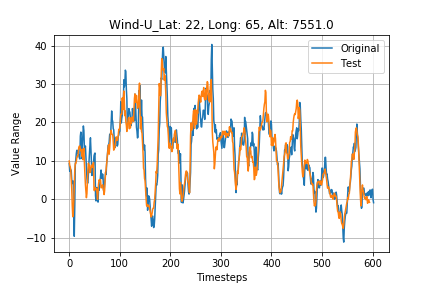 Wind-U_Lat: 22, Long: 65, Alt: 7551.0
Original
Test
Value Range
40
30
20
10
0
−10
0 100 200 300 400 500 600
Timesteps